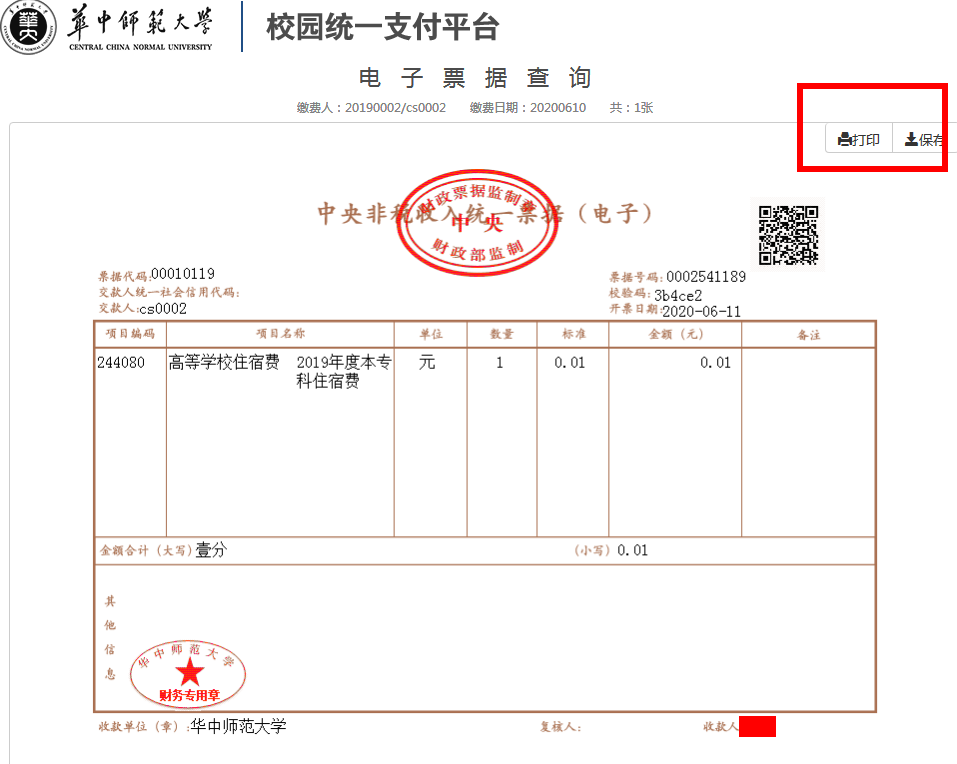 華中師範大學
CENTRAL CHINA NORMAL UNIVERSITY
校园统一支付平台
电子票据查询
缴费人：20190002/cs0002 缴费日期：20200610 共：1张
打印 保存
中央非税收入统一票据（电子）
财政票据监制章
中央
财政部监制
票据代码:00010119
票据号码:0002541189
交款人统一社会信用代码:
校验码:3b4ce2
交款人:cs0002
开票日期:2020-06-11
项目编码 项目名称 单位 数量 标准 金额（元） 备注
244080 高等学校住宿费 2019年度本专 元 1 0.01 0.01
科住宿费
金额合计（大写）壹分 （小写）0.01
其
他
信
息
华中师范大学
财务专用章
收款单位（章）:华中师范大学 复核人: 收款人